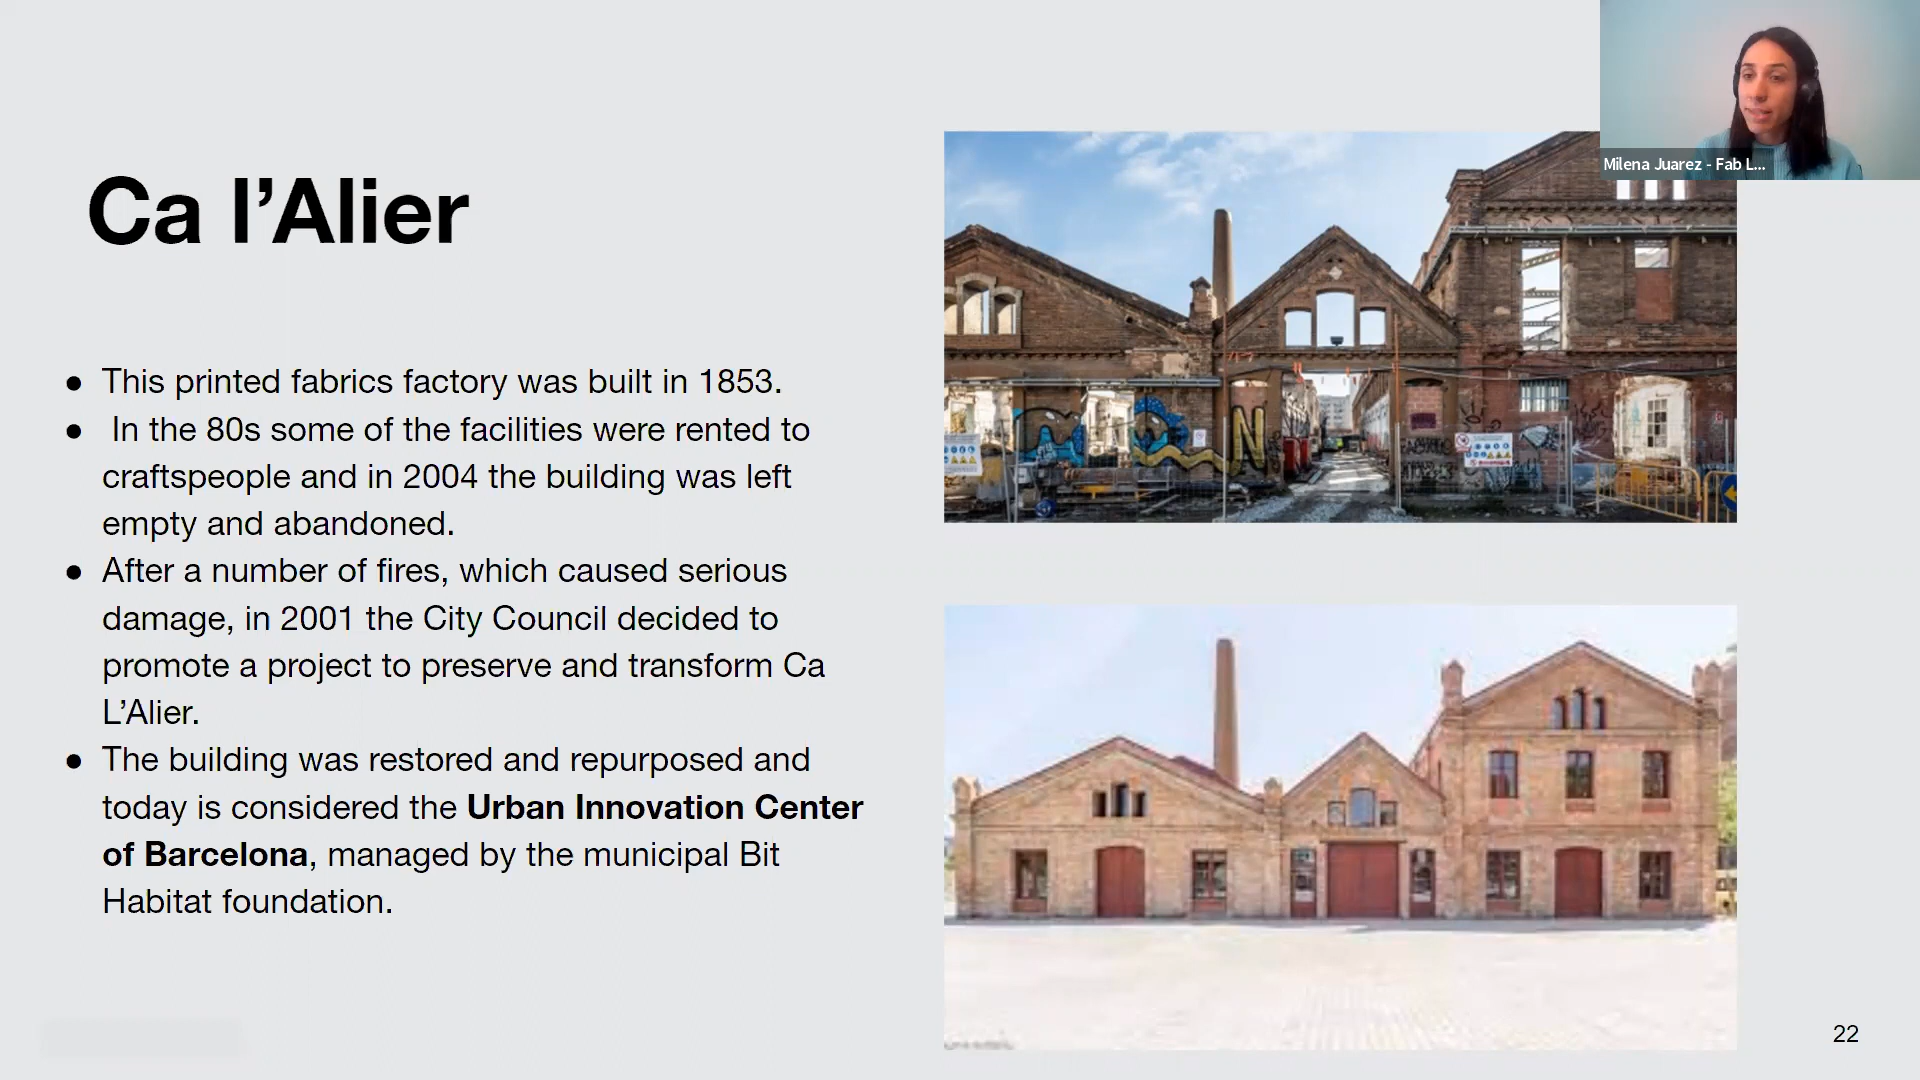 Milena Juarez - Fab L...
Ca l’Alier
● This printed fabrics factory was built in 1853.
● In the 80s some of the facilities were rented to
craftspeople and in 2004 the building was left
empty and abandoned.
● After a number of fires, which caused serious
damage, in 2001 the City Council decided to
promote a project to preserve and transform Ca
L’Alier.
● The building was restored and repurposed and
today is considered the Urban Innovation Center
of Barcelona, managed by the municipal Bit
Habitat foundation.
22